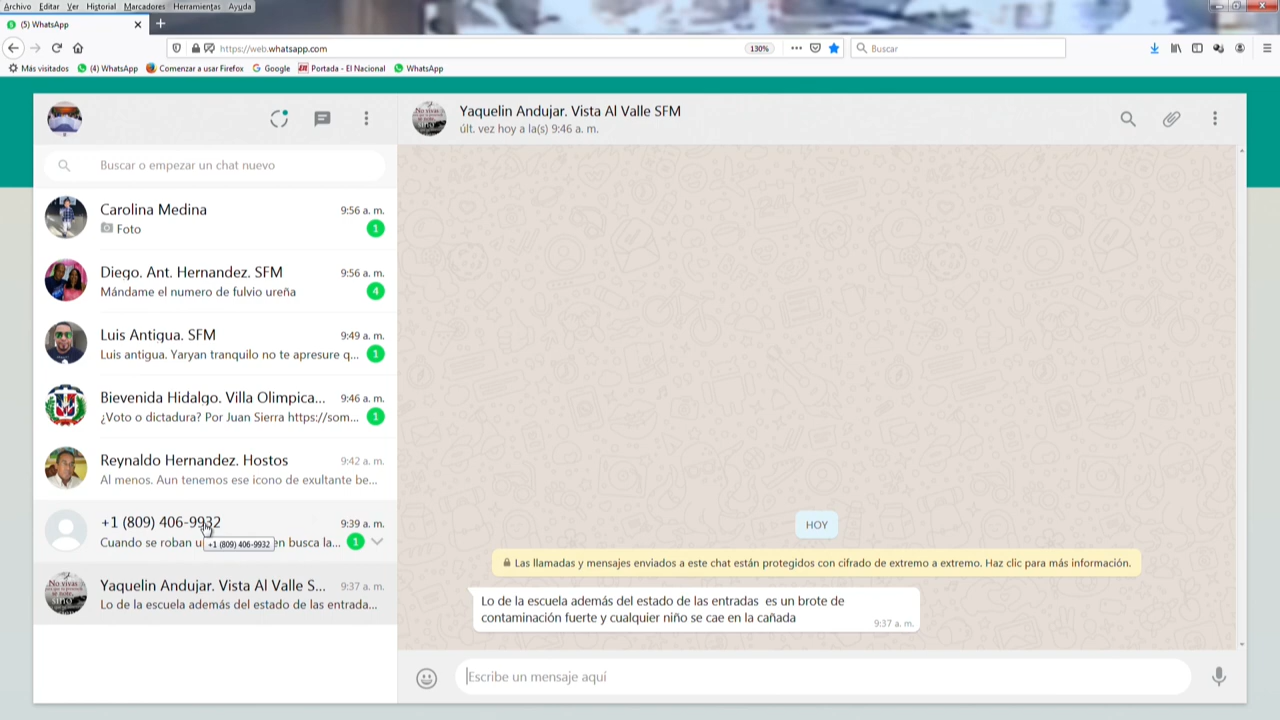 Archivo Editar Ver Historial Marcadores Herramientas Ayuda
(5) WhatsApp
https://web.whatsapp.com
130%
Buscar
Más visitados
(4) WhatsApp
Comenzar a usar Firefox
Google
Portada - El Nacional
WhatsApp
Buscar o empezar un chat nuevo
Carolina Medina
9:56 a. m.
Foto
1
Diego. Ant. Hernandez. SFM
9:56 a. m.
Mándame el numero de fulvio ureña
4
Luis Antigua. SFM
9:49 a. m.
Luis antigua. Yaryan tranquilo no te apresure q...
1
Bievenida Hidalgo. Villa Olimpica...
9:46 a. m.
¿Voto o dictadura? Por Juan Sierra https://som...
1
Reynaldo Hernandez. Hostos
9:42 a. m.
Al menos. Aun tenemos ese icono de exultante be...
+1 (809) 406-9932
9:39 a. m.
Cuando se roban u
en busca la...
1
+1 (809) 406-9932
Yaquelin Andujar. Vista Al Valle S...
9:37 a. m.
Lo de la escuela además del estado de las entrada...
No vivas
sino
Yaquelin Andujar. Vista Al Valle SFM
últ. vez hoy a la(s) 9:46 a. m.
HOY
Las llamadas y mensajes enviados a este chat están protegidos con cifrado de extremo a extremo. Haz clic para más información.
Lo de la escuela además del estado de las entradas es un brote de
contaminación fuerte y cualquier niño se cae en la cañada
9:37 a. m.
Escribe un mensaje aquí